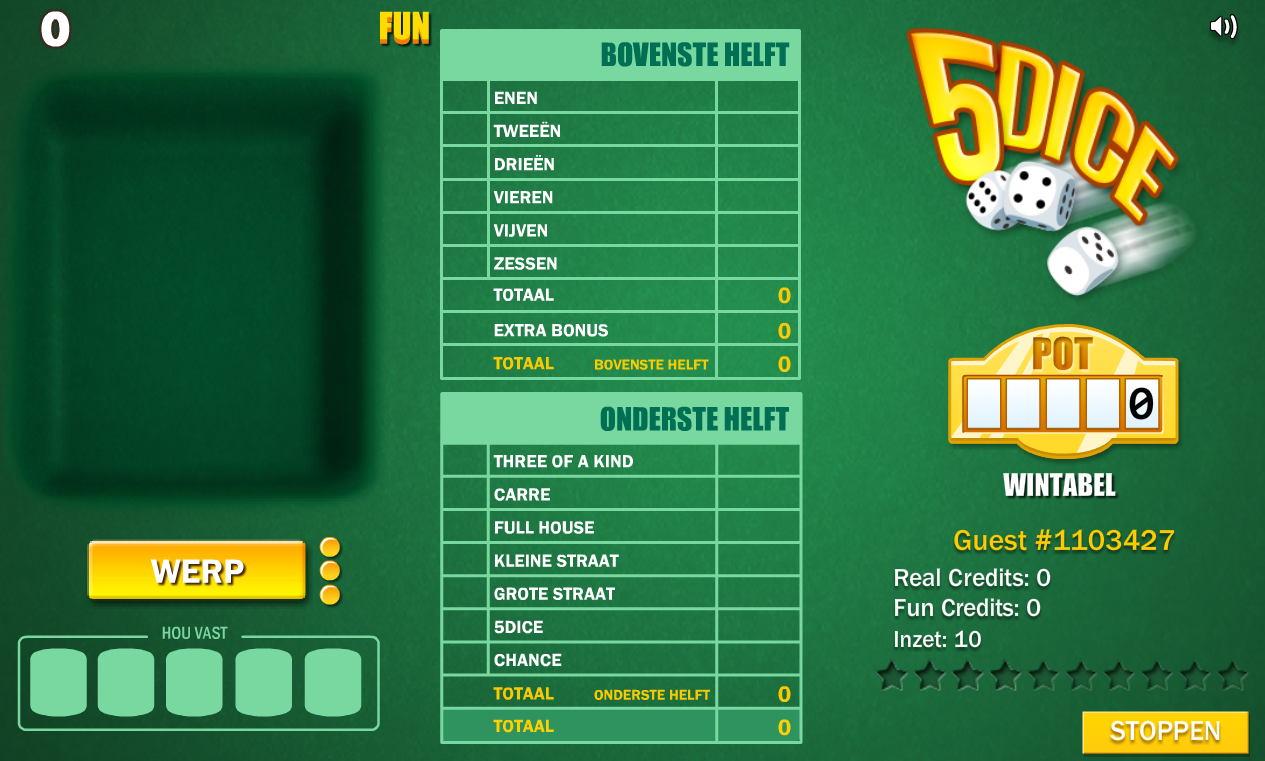 0
FUN
WERP
HOU VAST
BOVENSTE HELFT
ENEN
TWEEËN
DRIEËN
VIEREN
VIJVEN
ZESSEN
TOTAAL 0
EXTRA BONUS 0
TOTAAL BOVENSTE HELFT 0
ONDERSTE HELFT
THREE OF A KIND
CARRE
FULL HOUSE
KLEINE STRAAT
GROTE STRAAT
5DICE
CHANCE
TOTAAL ONDERSTE HELFT 0
TOTAAL 0
5DICE
POT
0
WINTABEL
Guest #1103427
Real Credits: 0
Fun Credits: 0
Inzet: 10
STOPPEN